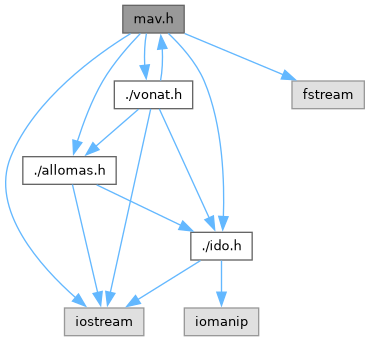 mav.h
./vonat.h
fstream
./allomas.h
./ido.h
iostream
iomanip